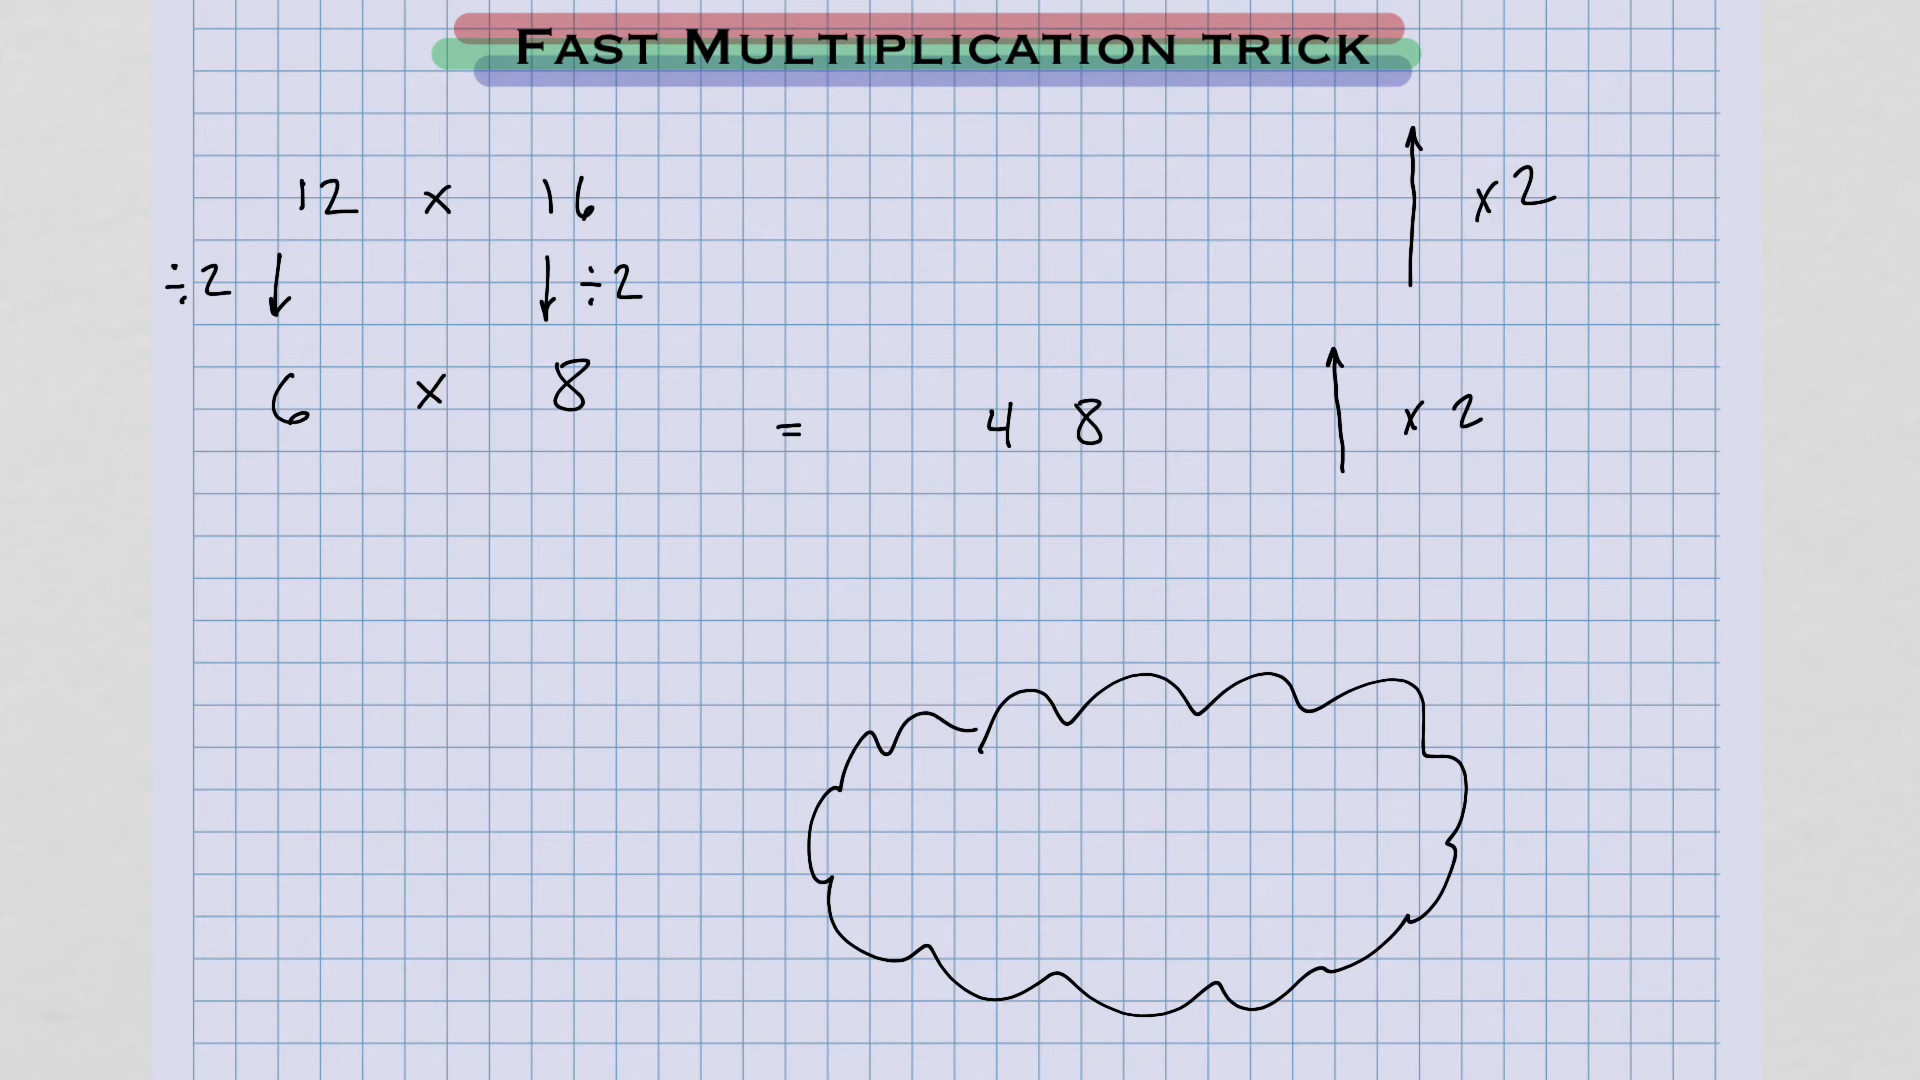 FAST MULTIPLICATION TRICK
12 x 16
x 2
÷2 ÷2
6 x 8
= 48
x 2